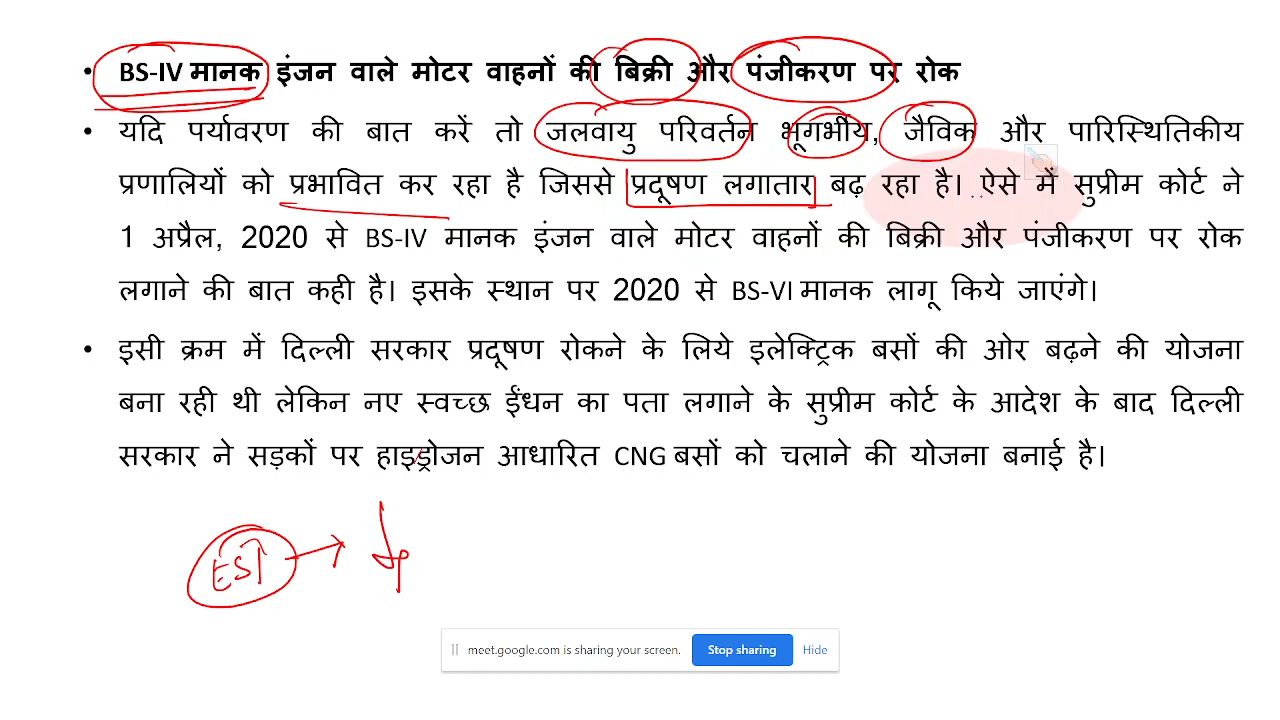 • BS-IV मानक इंजन वाले मोटर वाहनों की बिक्री और पंजीकरण पर रोक
• यदि पर्यावरण की बात करें तो जलवायु परिवर्तन भूगर्भीय, जैविक और पारिस्थितिकीय
प्रणालियों को प्रभावित कर रहा है जिससे प्रदूषण लगातार बढ़ रहा है। ऐसे में सुप्रीम कोर्ट ने
1 अप्रैल, 2020 से BS-IV मानक इंजन वाले मोटर वाहनों की बिक्री और पंजीकरण पर रोक
लगाने की बात कही है। इसके स्थान पर 2020 से BS-VI मानक लागू किये जाएंगे।
• इसी क्रम में दिल्ली सरकार प्रदूषण रोकने के लिये इलेक्ट्रिक बसों की ओर बढ़ने की योजना
बना रही थी लेकिन नए स्वच्छ ईंधन का पता लगाने के सुप्रीम कोर्ट के आदेश के बाद दिल्ली
सरकार ने सड़कों पर हाइड्रोजन आधारित CNG बसों को चलाने की योजना बनाई है।
meet.google.com is sharing your screen. Stop sharing Hide